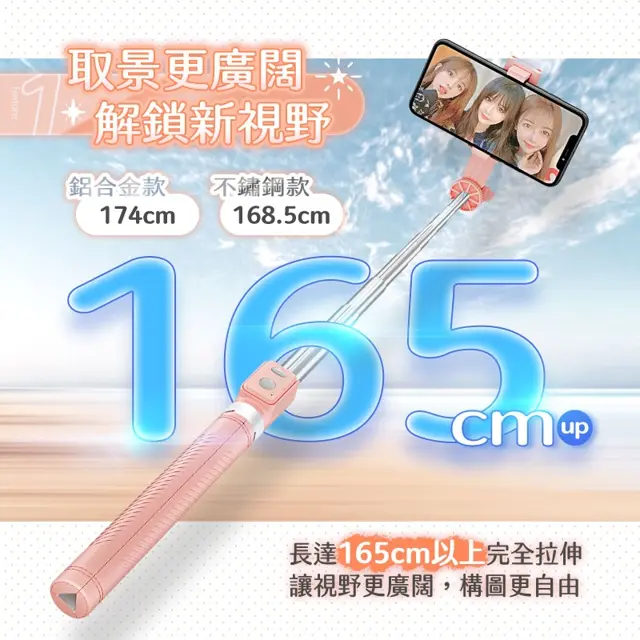 feature
1
取景更廣闊
解鎖新視野
鋁合金款
174cm
不鏽鋼款
168.5cm
165
cm up
長達165cm以上完全拉伸
讓視野更廣闊，構圖更自由